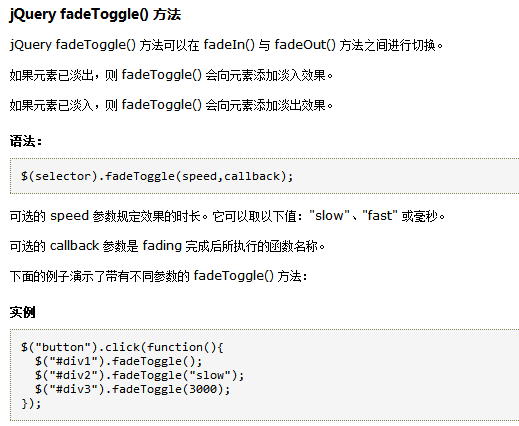 jQuery fadeToggle() 方法
jQuery fadeToggle() 方法可以在 fadeIn() 与 fadeOut() 方法之间进行切换。
如果元素已淡出，则 fadeToggle() 会向元素添加淡入效果。
如果元素已淡入，则 fadeToggle() 会向元素添加淡出效果。
语法：
$(selector).fadeToggle(speed,callback);
可选的 speed 参数规定效果的时长。它可以取以下值："slow"、"fast" 或毫秒。
可选的 callback 参数是 fading 完成后所执行的函数名称。
下面的例子演示了带有不同参数的 fadeToggle() 方法：
实例
$("button").click(function(){
  $("#div1").fadeToggle();
  $("#div2").fadeToggle("slow");
  $("#div3").fadeToggle(3000);
});